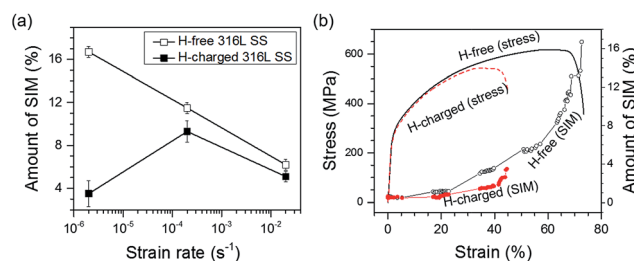 (a)
H-free 316L SS
H-charged 316L SS
Amount of SIM (%)
16
12
8
4
10⁻⁶
10⁻⁵
10⁻⁴
10⁻³
10⁻²
10⁻¹
Strain rate (s⁻¹)
(b)
H-free (stress)
H-charged (stress)
H-free (SIM)
H-charged (SIM)
Stress (MPa)
600
400
200
0
Amount of SIM (%)
16
12
8
4
0
0
20
40
60
80
Strain (%)